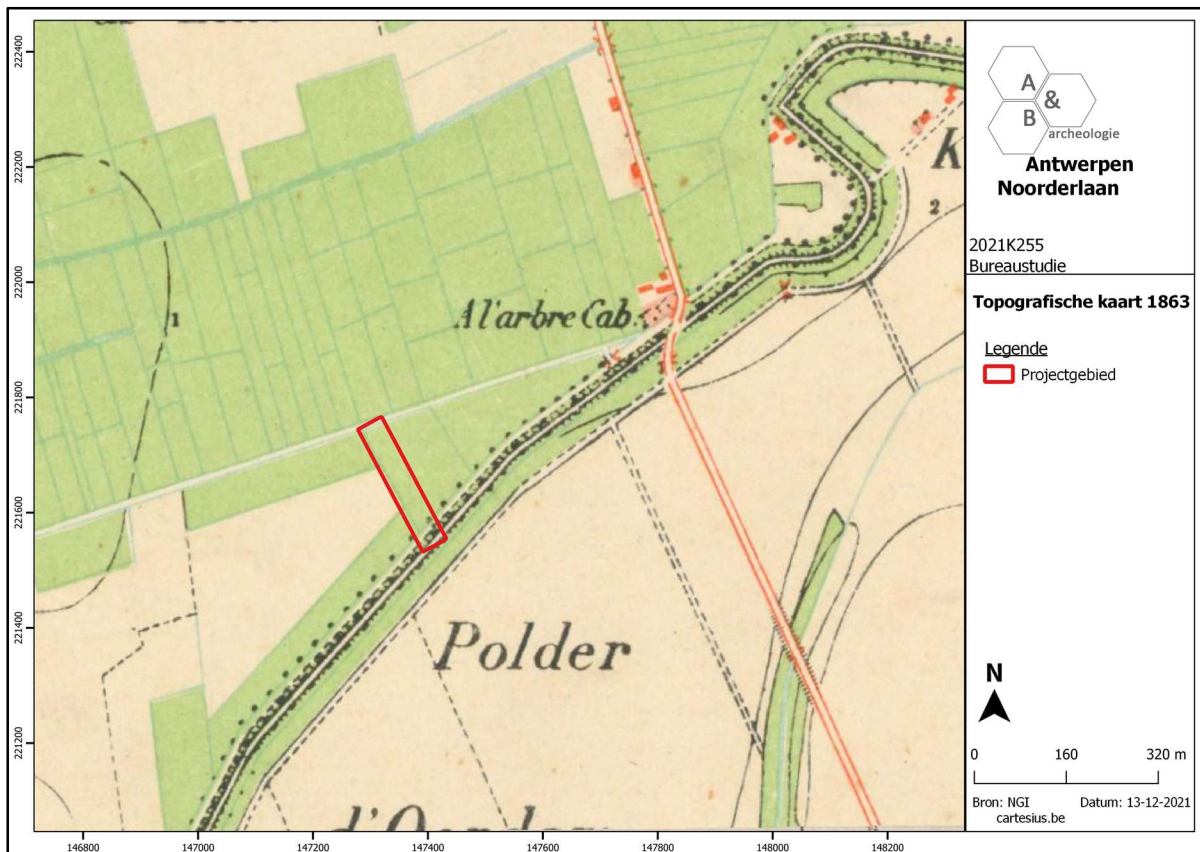 222400
222200
222000
221800
221600
221400
221200
146800
147000
147200
147400
147600
147800
148000
148200
1
2
K
A l'arbre Cab.
Polder
A
&
B
archeologie
Antwerpen
Noorderlaan
2021K255
Bureaustudie
Topografische kaart 1863
Legende
Projectgebied
N
0 160 320 m
Bron: NGI Datum: 13-12-2021
cartesius.be